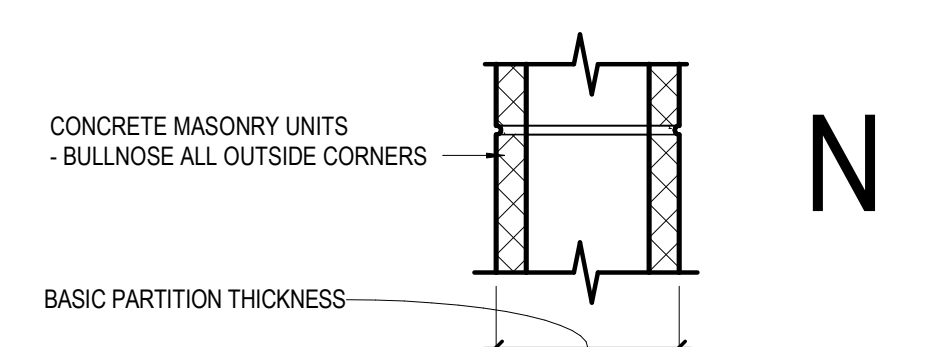 CONCRETE MASONRY UNITS
- BULLNOSE ALL OUTSIDE CORNERS
N
BASIC PARTITION THICKNESS